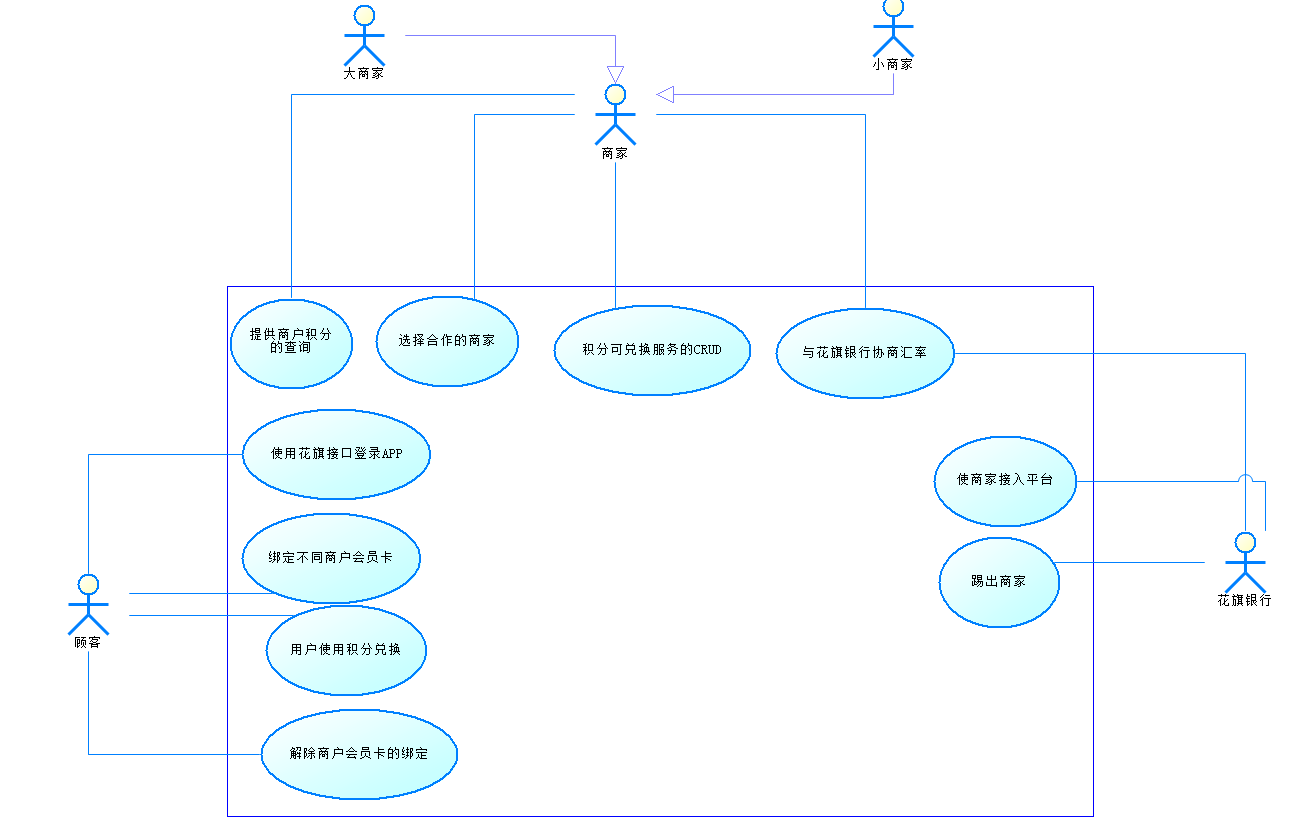 大商家
小商家
商家
提供商户积分
的查询
选择合作的商家
积分可兑换服务的CRUD
与花旗银行协商汇率
使用花旗接口登录APP
使商家接入平台
绑定不同商户会员卡
踢出商家
花旗银行
顾客
用户使用积分兑换
解除商户会员卡的绑定